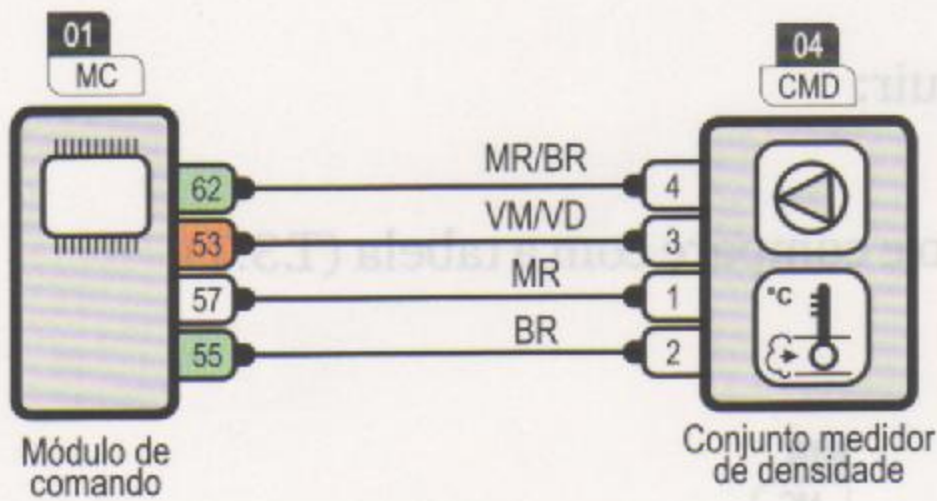 01
MC
04
CMD
62 MR/BR 4
53 VM/VD 3
57 MR 1
55 BR 2
°C
Módulo de
comando
Conjunto medidor
de densidade